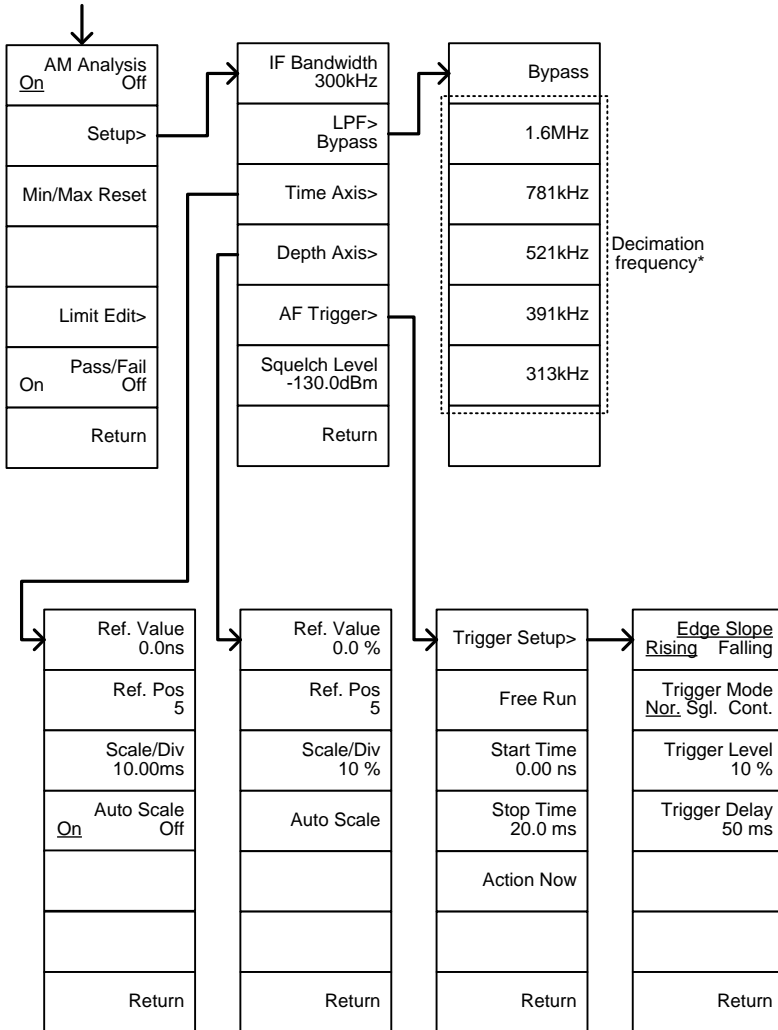 AM Analysis
On Off
Setup>
Min/Max Reset
Limit Edit>
Pass/Fail
On Off
Return
IF Bandwidth
300kHz
LPF>
Bypass
Time Axis>
Depth Axis>
AF Trigger>
Squelch Level
-130.0dBm
Return
Bypass
1.6MHz
781kHz
521kHz
391kHz
313kHz
Decimation
frequency*
Ref. Value
0.0ns
Ref. Pos
5
Scale/Div
10.00ms
Auto Scale
On Off
Return
Ref. Value
0.0 %
Ref. Pos
5
Scale/Div
10 %
Auto Scale
Return
Trigger Setup>
Free Run
Start Time
0.00 ns
Stop Time
20.0 ms
Action Now
Return
Edge Slope
Rising Falling
Trigger Mode
Nor. Sgl. Cont.
Trigger Level
10 %
Trigger Delay
50 ms
Return